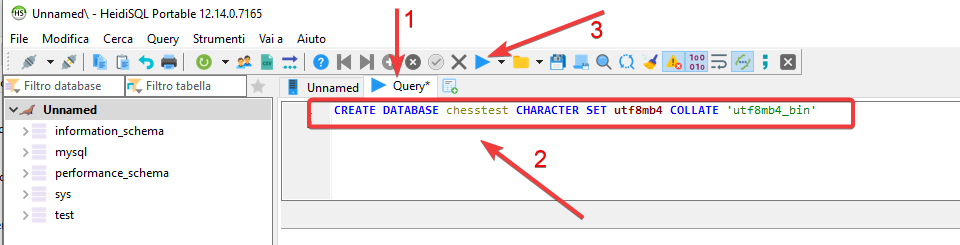 Unnamed\ - HeidiSQL Portable 12.14.0.7165
1
3
File Modifica Cerca Query Strumenti Vai a Aiuto
Filtro database Filtro tabella Unnamed Query*
Unnamed
CREATE DATABASE chesstest CHARACTER SET utf8mb4 COLLATE 'utf8mb4_bin'
information_schema
mysql
2
performance_schema
sys
test